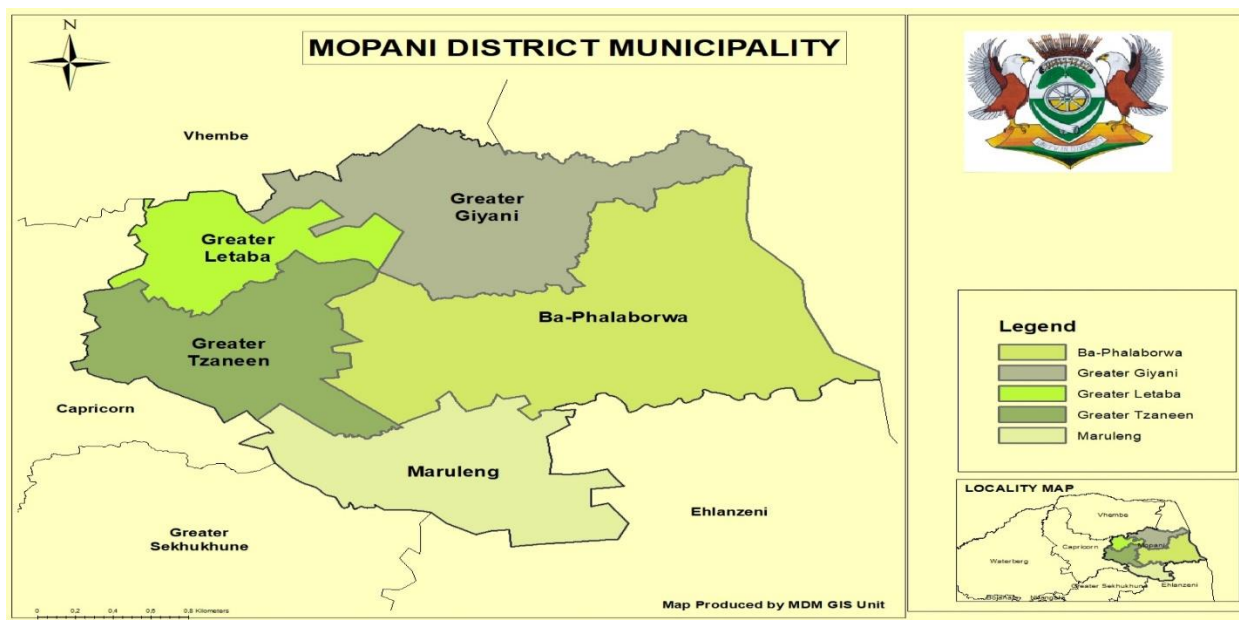 N
MOPANI DISTRICT MUNICIPALITY
Vhembe
Greater
Giyani
Greater
Letaba
Ba-Phalaborwa
Greater
Tzaneen
Capricorn
Maruleng
Ehlanzeni
Greater
Sekhukhune
0 0,2 0,4 0,6 0,8 Kilometers
Map Produced by MDM GIS Unit
Legend
Ba-Phalaborwa
Greater Giyani
Greater Letaba
Greater Tzaneen
Maruleng
LOCALITY MAP
Vhembe
Capricorn
Mopani
Waterberg
Greater Sekhukhune
Ehlanzeni